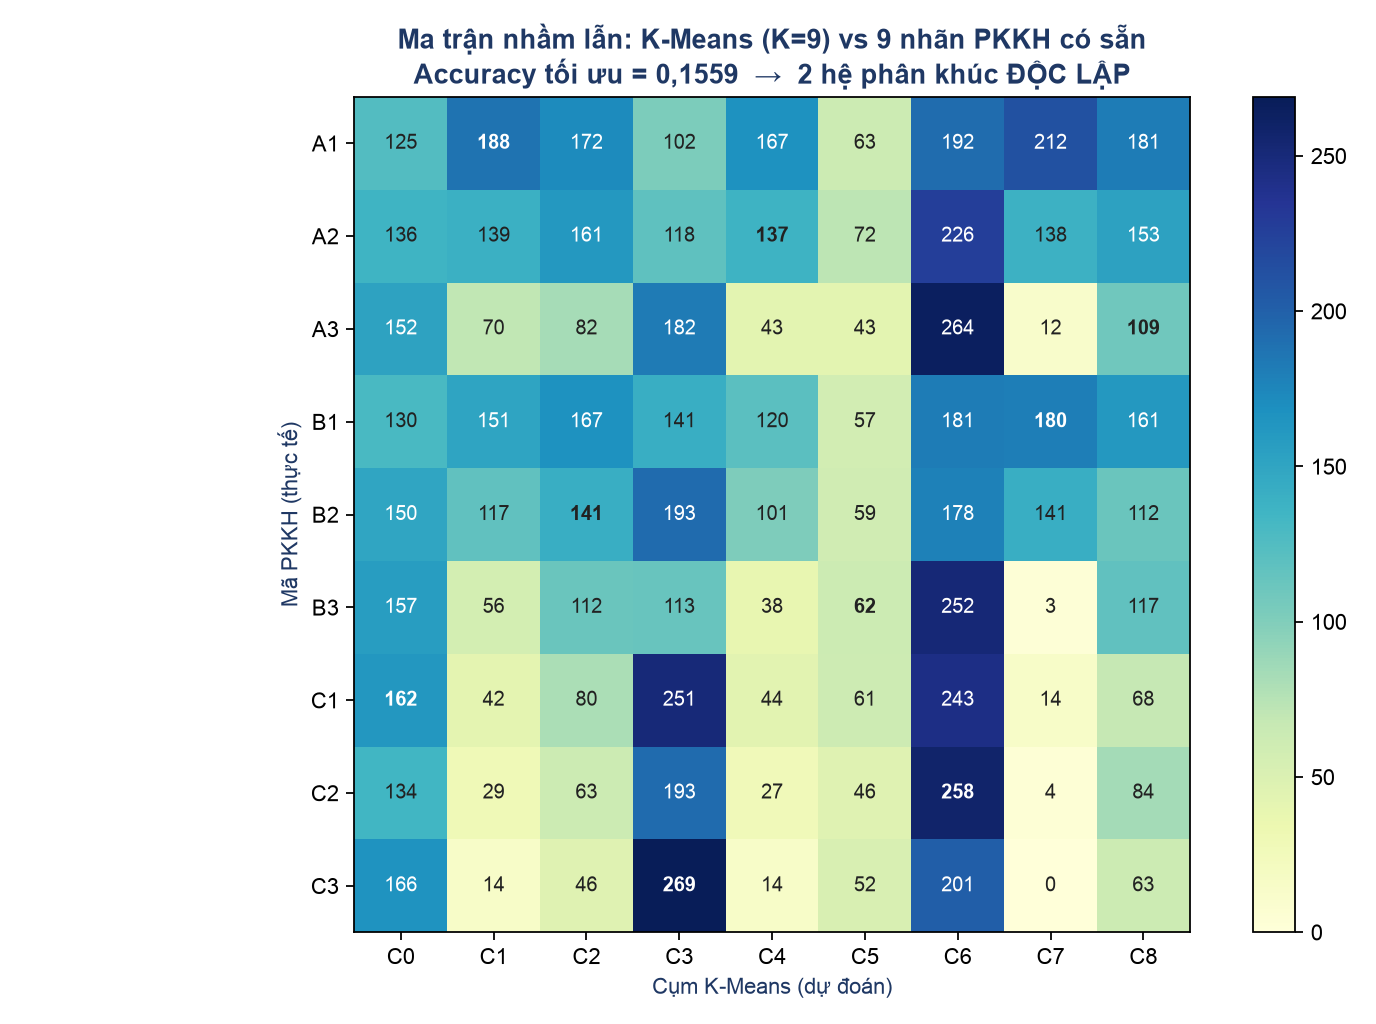 Ma trận nhầm lẫn: K-Means (K=9) vs 9 nhãn PKKH có sẵn
Accuracy tối ưu = 0,1559 → 2 hệ phân khúc ĐỘC LẬP
Mã PKKH (thực tế)
A1 125 188 172 102 167 63 192 212 181
A2 136 139 161 118 137 72 226 138 153
A3 152 70 82 182 43 43 264 12 109
B1 130 151 167 141 120 57 181 180 161
B2 150 117 141 193 101 59 178 141 112
B3 157 56 112 113 38 62 252 3 117
C1 162 42 80 251 44 61 243 14 68
C2 134 29 63 193 27 46 258 4 84
C3 166 14 46 269 14 52 201 0 63
C0 C1 C2 C3 C4 C5 C6 C7 C8
Cụm K-Means (dự đoán)
250
200
150
100
50
0